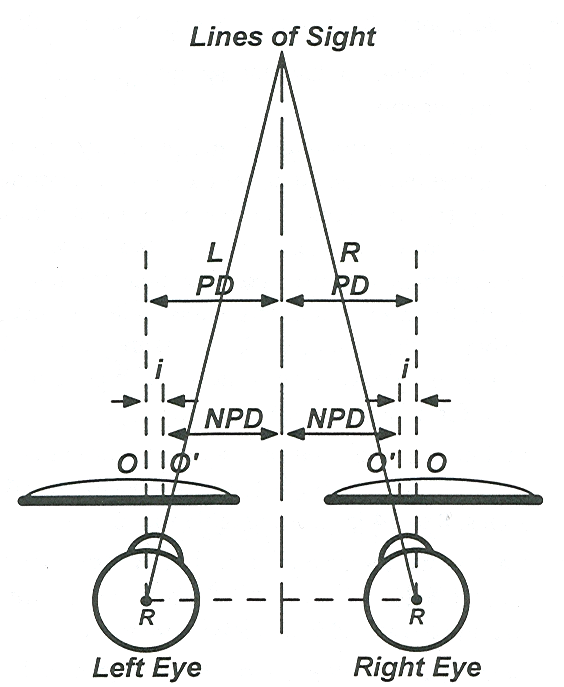 Lines of Sight
L R
PD PD
i i
NPD NPD
O O' O' O
R R
Left Eye Right Eye